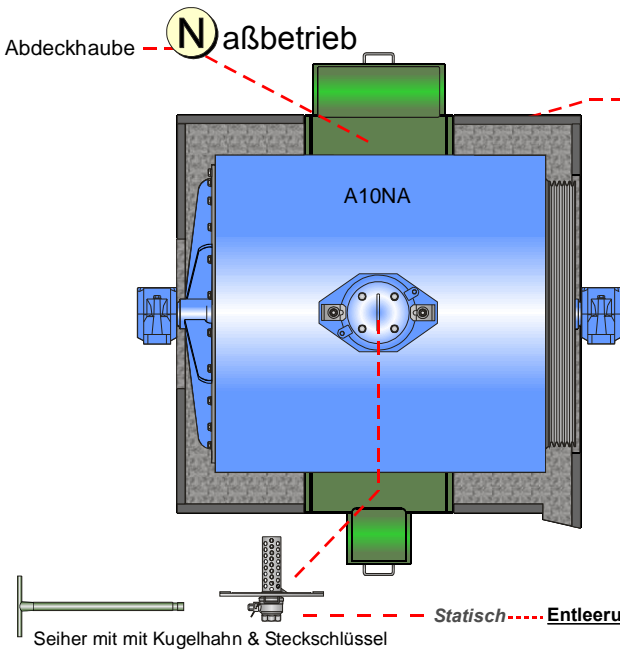 Naßbetrieb
Abdeckhaube
A10NA
Statisch Entleeru
Seiher mit mit Kugelhahn & Steckschlüssel